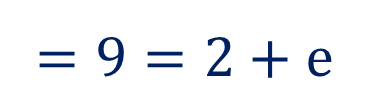 = 9 = 2 + e